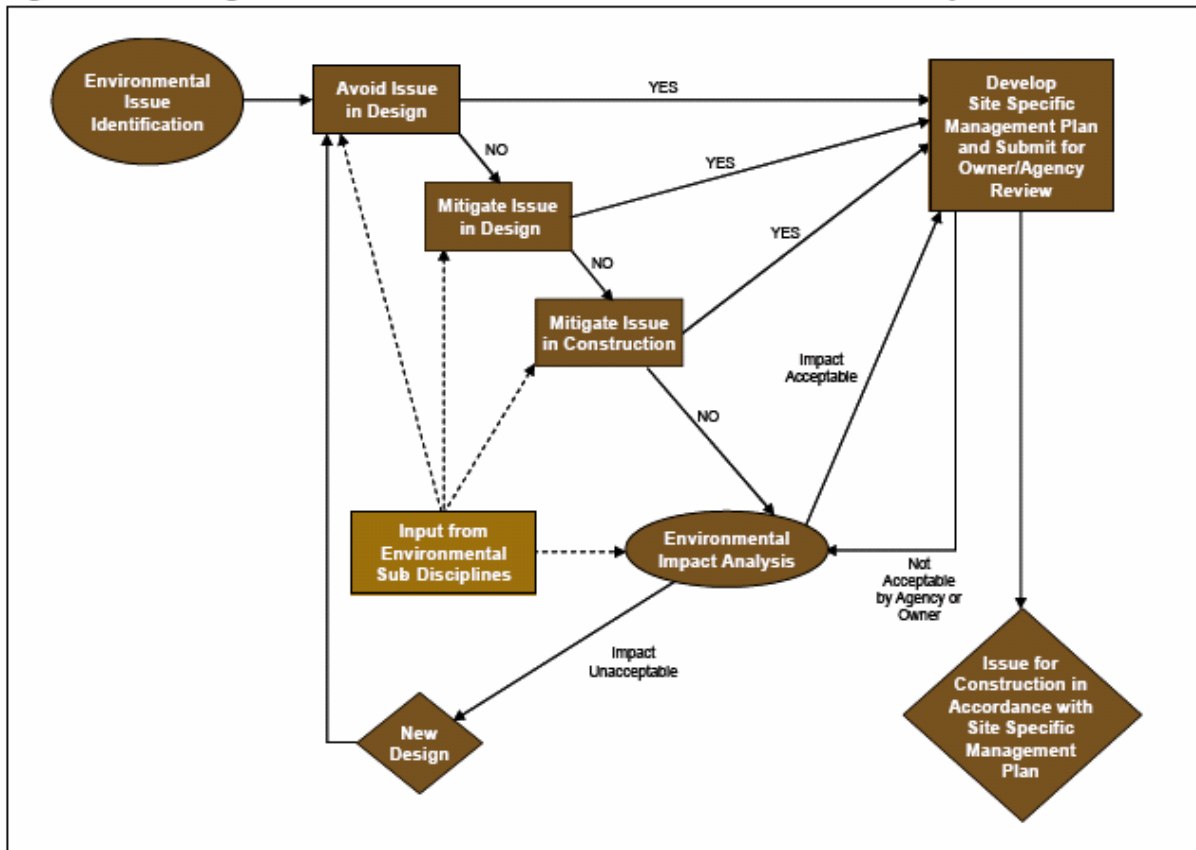 Environmental
Issue
Identification
Avoid Issue
in Design
YES
Develop
Site Specific
Management Plan
and Submit for
Owner/Agency
Review
NO
YES
Mitigate Issue
in Design
YES
NO
Mitigate Issue
in Construction
Impact
Acceptable
NO
Input from
Environmental
Sub Disciplines
Environmental
Impact Analysis
Not
Acceptable
by Agency or
Owner
Impact
Unacceptable
New
Design
Issue for
Construction in
Accordance with
Site Specific
Management
Plan